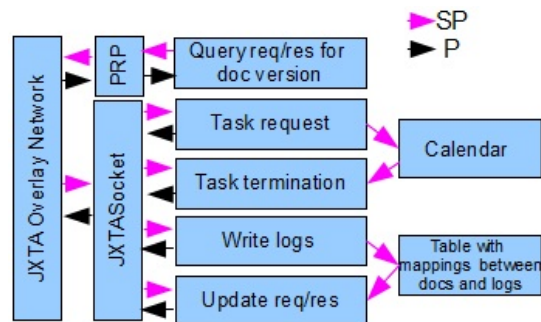 SP
P
JXTA Overlay Network
PRP
JXTASocket
Query req/res for
doc version
Task request
Task termination
Write logs
Update req/res
Calendar
Table with
mappings between
docs and logs